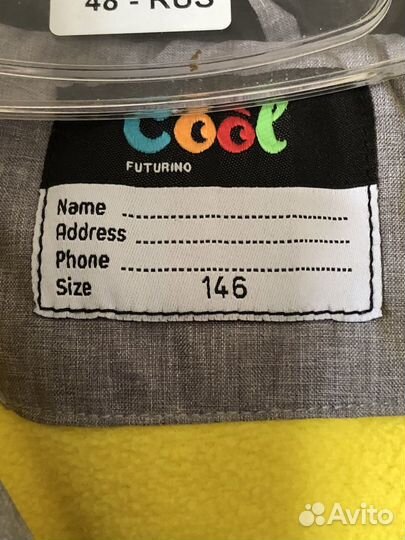 48 - RUS
Cool
FUTURINO
Name
Address
Phone
Size 146
Avito